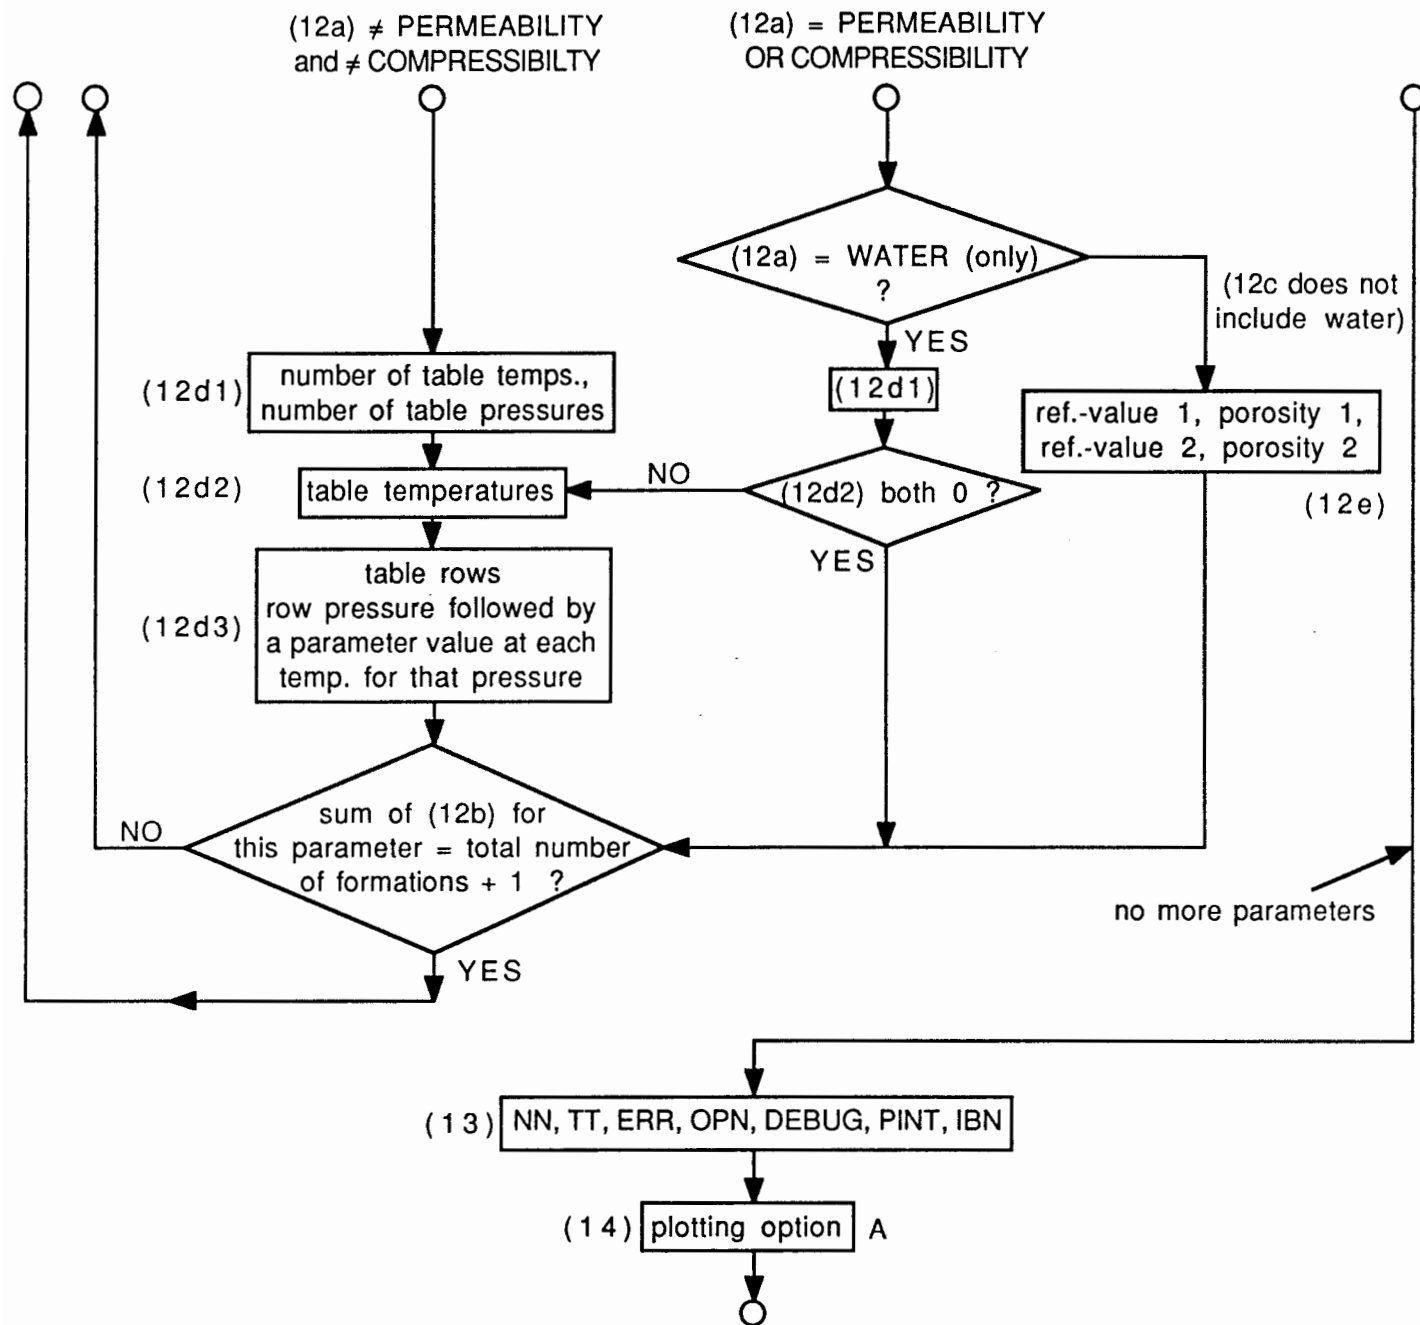 (12a) ≠ PERMEABILITY
and ≠ COMPRESSIBILTY
(12a) = PERMEABILITY
OR COMPRESSIBILITY
(12a) = WATER (only)
?
(12c does not
include water)
YES
(12d1)
number of table temps.,
number of table pressures
(12d1)
ref.-value 1, porosity 1,
ref.-value 2, porosity 2
(12e)
(12d2)
table temperatures
NO
(12d2) both 0 ?
YES
(12d3)
table rows
row pressure followed by
a parameter value at each
temp. for that pressure
NO
sum of (12b) for
this parameter = total number
of formations + 1 ?
YES
no more parameters
(13)
NN, TT, ERR, OPN, DEBUG, PINT, IBN
(14)
plotting option
A